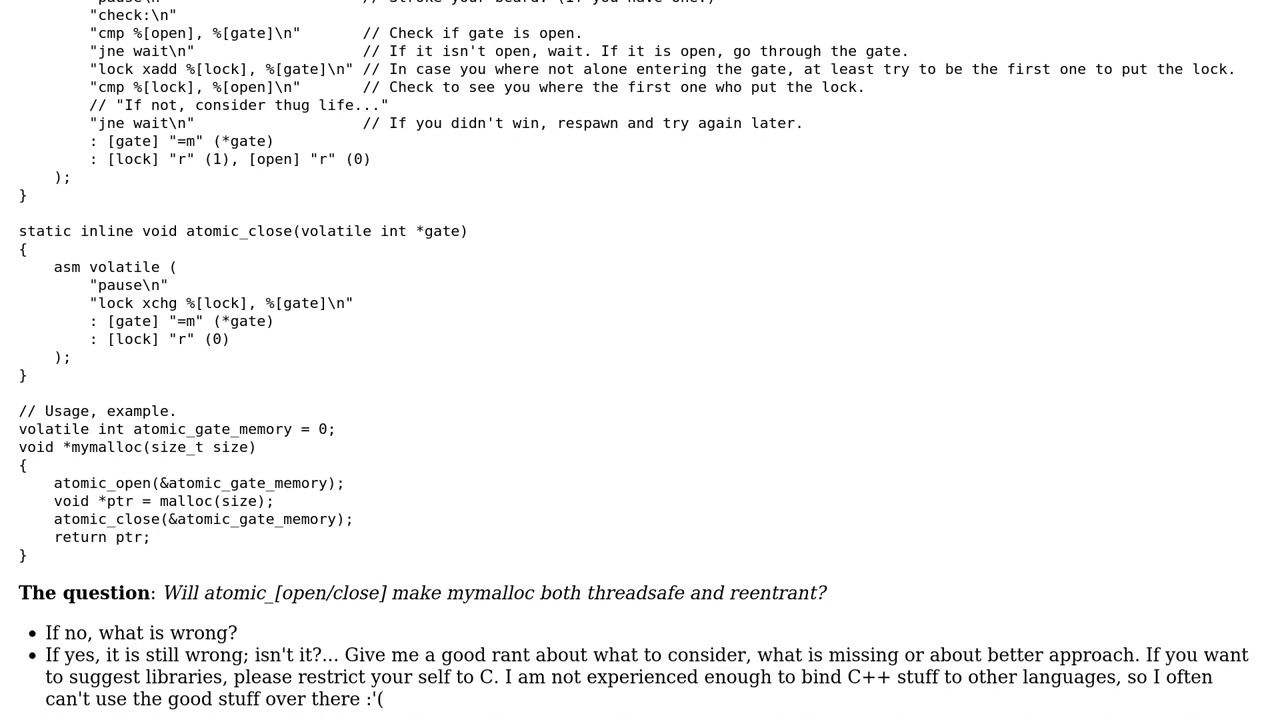 "pause\n" // Stroke your beard. (If you have one.)
        "check:\n"
        "cmp %[open], %[gate]\n"       // Check if gate is open.
        "jne wait\n"                   // If it isn't open, wait. If it is open, go through the gate.
        "lock xadd %[lock], %[gate]\n" // In case you where not alone entering the gate, at least try to be the first one to put the lock.
        "cmp %[lock], %[open]\n"       // Check to see you where the first one who put the lock.
        // "If not, consider thug life..."
        "jne wait\n"                   // If you didn't win, respawn and try again later.
        : [gate] "=m" (*gate)
        : [lock] "r" (1), [open] "r" (0)
    );
}
static inline void atomic_close(volatile int *gate)
{
    asm volatile (
        "pause\n"
        "lock xchg %[lock], %[gate]\n"
        : [gate] "=m" (*gate)
        : [lock] "r" (0)
    );
}
// Usage, example.
volatile int atomic_gate_memory = 0;
void *mymalloc(size_t size)
{
    atomic_open(&atomic_gate_memory);
    void *ptr = malloc(size);
    atomic_close(&atomic_gate_memory);
    return ptr;
}
The question: Will atomic_[open/close] make mymalloc both threadsafe and reentrant?
• If no, what is wrong?
• If yes, it is still wrong; isn't it?... Give me a good rant about what to consider, what is missing or about better approach. If you want
to suggest libraries, please restrict your self to C. I am not experienced enough to bind C++ stuff to other languages, so I often
can't use the good stuff over there :'(